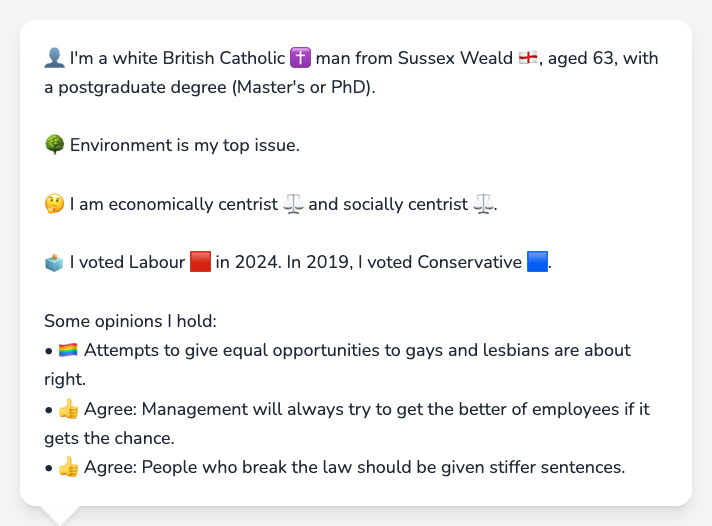 👤 I'm a white British Catholic ✝️ man from Sussex Weald 🏴󠁧󠁢󠁥󠁮󠁧󠁿, aged 63, with
a postgraduate degree (Master's or PhD).
🌳 Environment is my top issue.
🤔 I am economically centrist ⚖️ and socially centrist ⚖️.
🗳️ I voted Labour 🟥 in 2024. In 2019, I voted Conservative 🟦.
Some opinions I hold:
• 🏳️‍🌈 Attempts to give equal opportunities to gays and lesbians are about
right.
• 👍 Agree: Management will always try to get the better of employees if it
gets the chance.
• 👍 Agree: People who break the law should be given stiffer sentences.